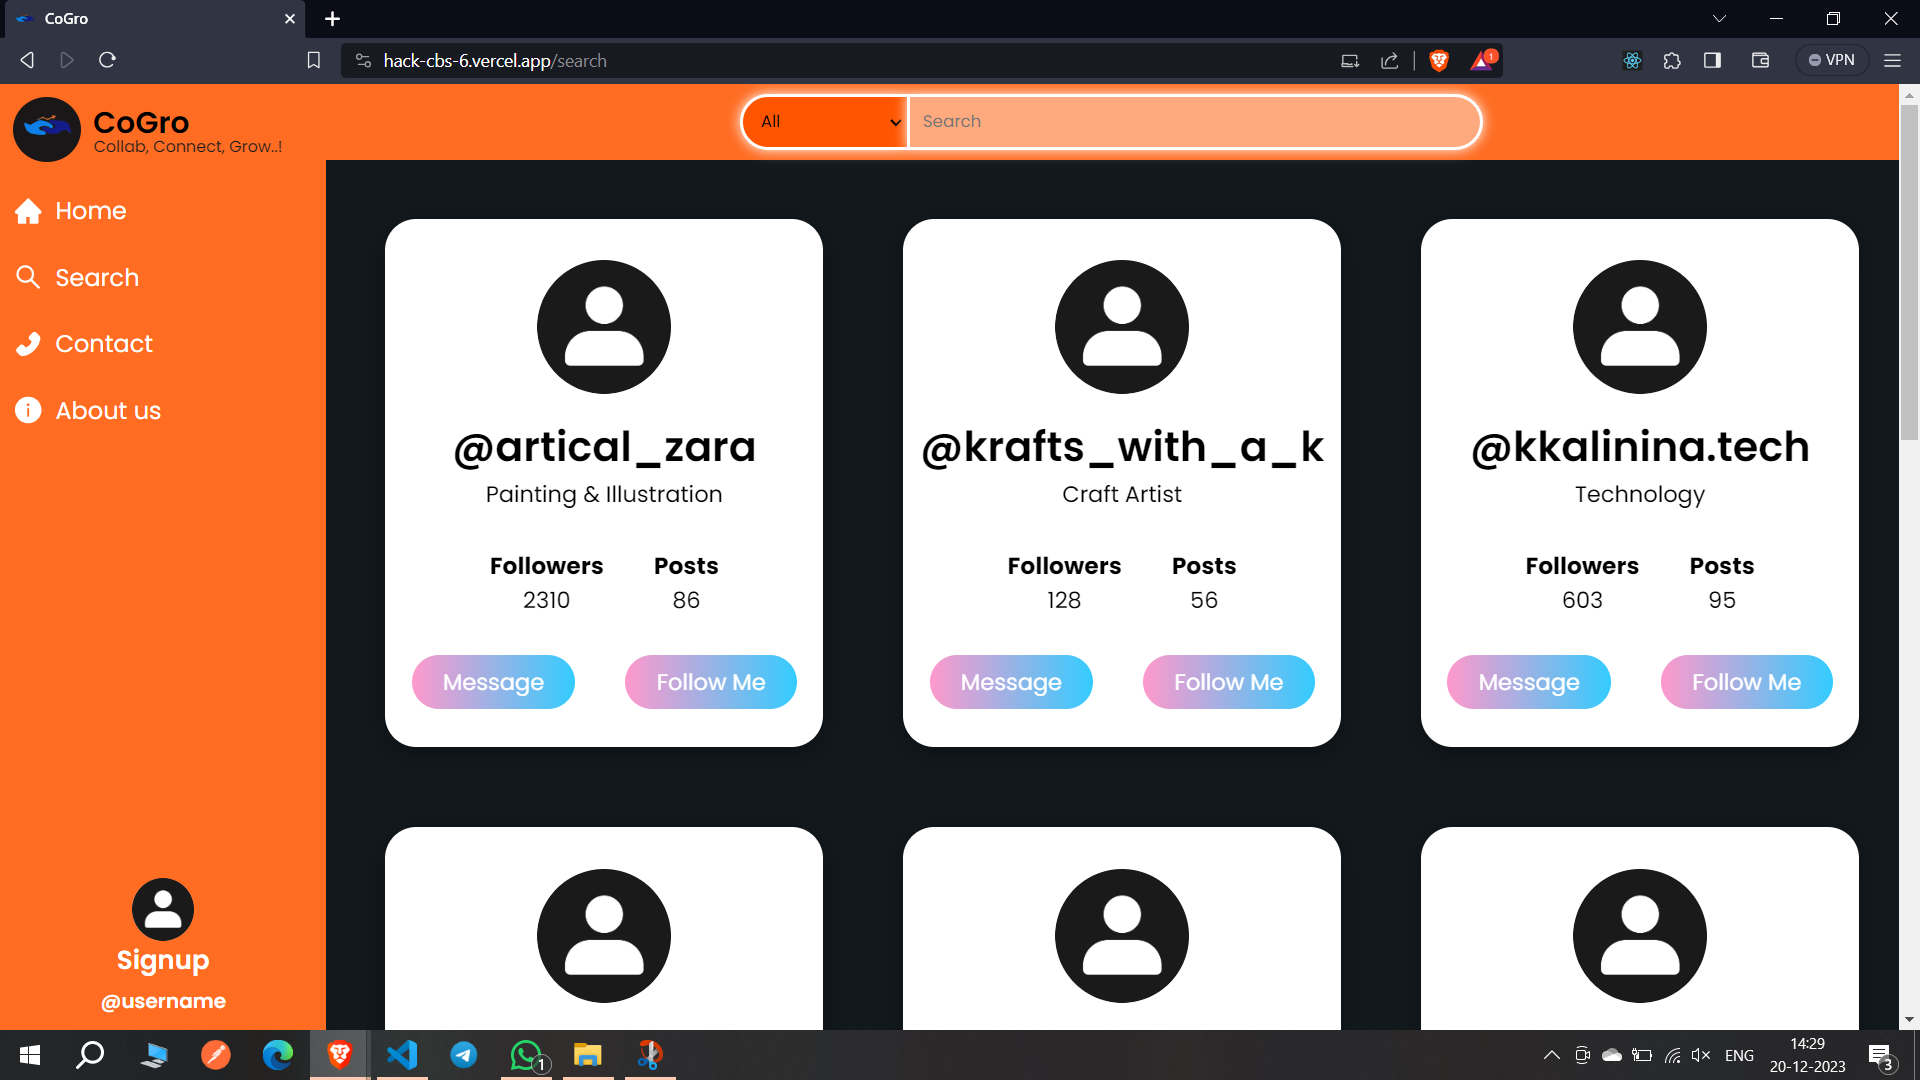 CoGro
hack-cbs-6.vercel.app/search
1
VPN
CoGro
Collab, Connect, Grow..!
All
Search
Home
Search
Contact
About us
@artical_zara
Painting & Illustration
Followers Posts
2310 86
Message Follow Me
@krafts_with_a_k
Craft Artist
Followers Posts
128 56
Message Follow Me
@kkalinina.tech
Technology
Followers Posts
603 95
Message Follow Me
Signup
@username
1
ENG
14:29
20-12-2023
3